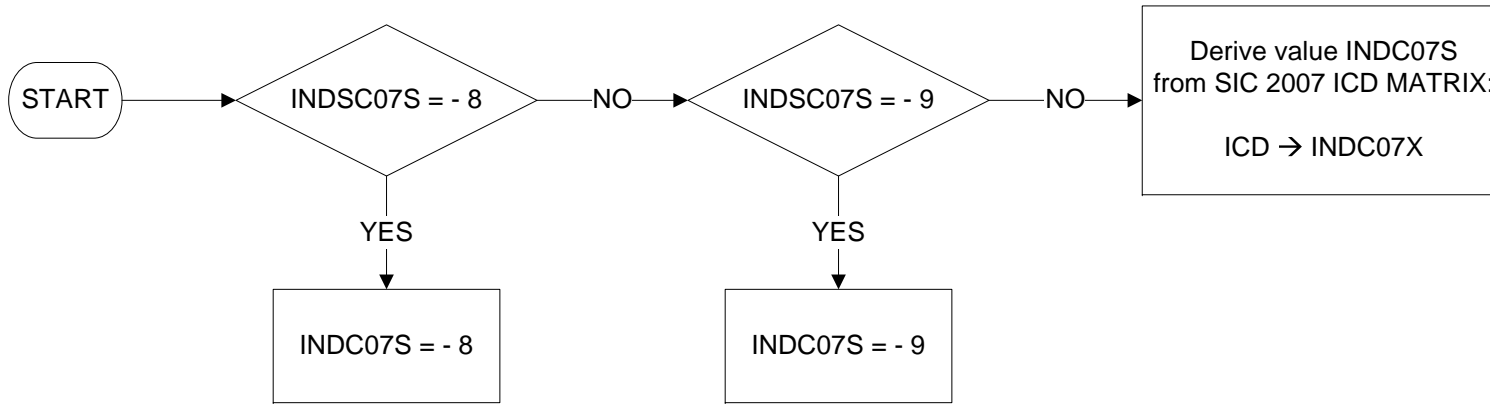 START
INDSC07S = - 8
NO
INDSC07S = - 9
NO
Derive value INDC07S
from SIC 2007 ICD MATRIX:
ICD → INDC07X
YES
YES
INDC07S = - 8
INDC07S = - 9